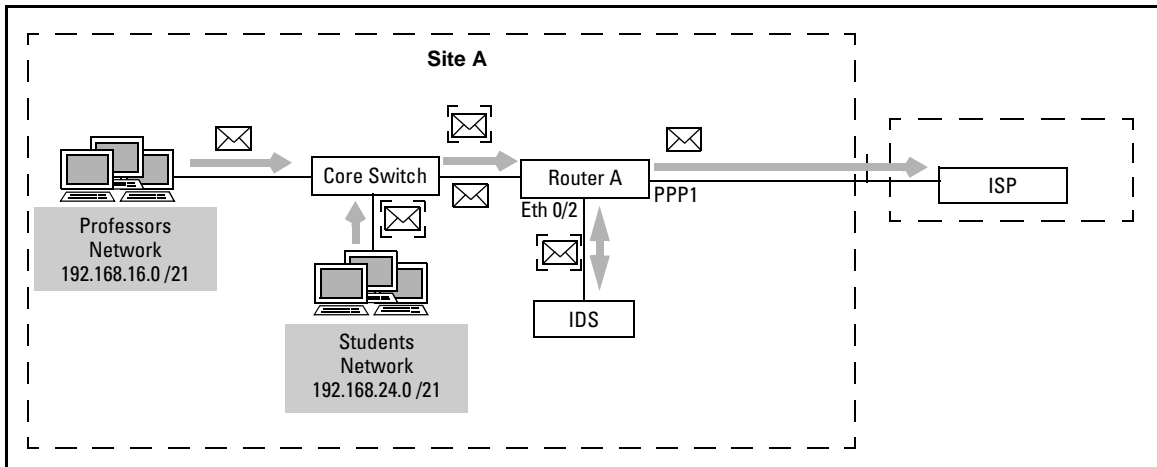 Site A
Core Switch
Router A
PPP1
ISP
Eth 0/2
Professors
Network
192.168.16.0 /21
IDS
Students
Network
192.168.24.0 /21